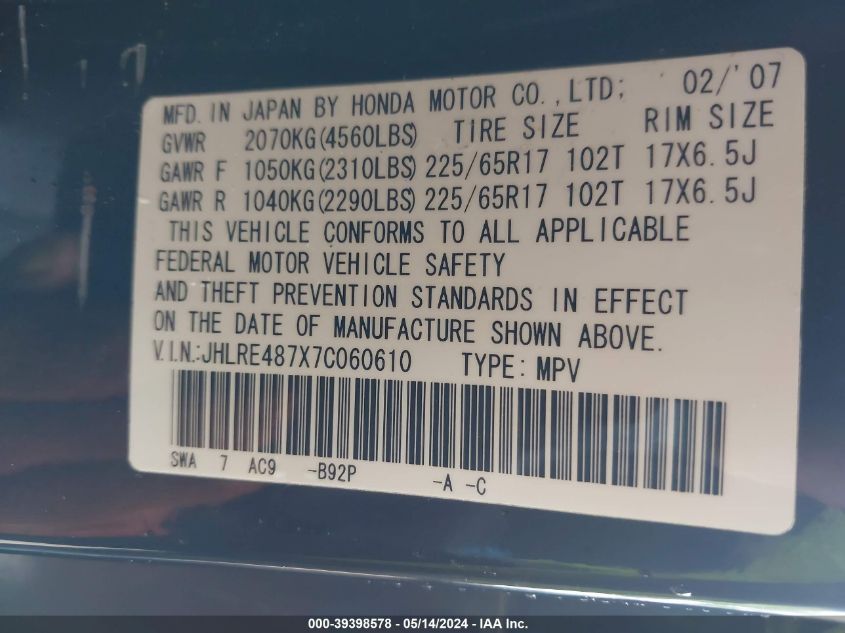 MFD. IN JAPAN BY HONDA MOTOR CO., LTD; 02/'07
GVWR 2070KG(4560LBS) TIRE SIZE RIM SIZE
GAWR F 1050KG(2310LBS) 225/65R17 102T 17X6.5J
GAWR R 1040KG(2290LBS) 225/65R17 102T 17X6.5J
THIS VEHICLE CONFORMS TO ALL APPLICABLE
FEDERAL MOTOR VEHICLE SAFETY
AND THEFT PREVENTION STANDARDS IN EFFECT
ON THE DATE OF MANUFACTURE SHOWN ABOVE.
V.I.N.:JHLRE487X7C060610 TYPE: MPV
SWA 7 AC9 -B92P -A -C
000-39398578 - 05/14/2024 - IAA Inc.